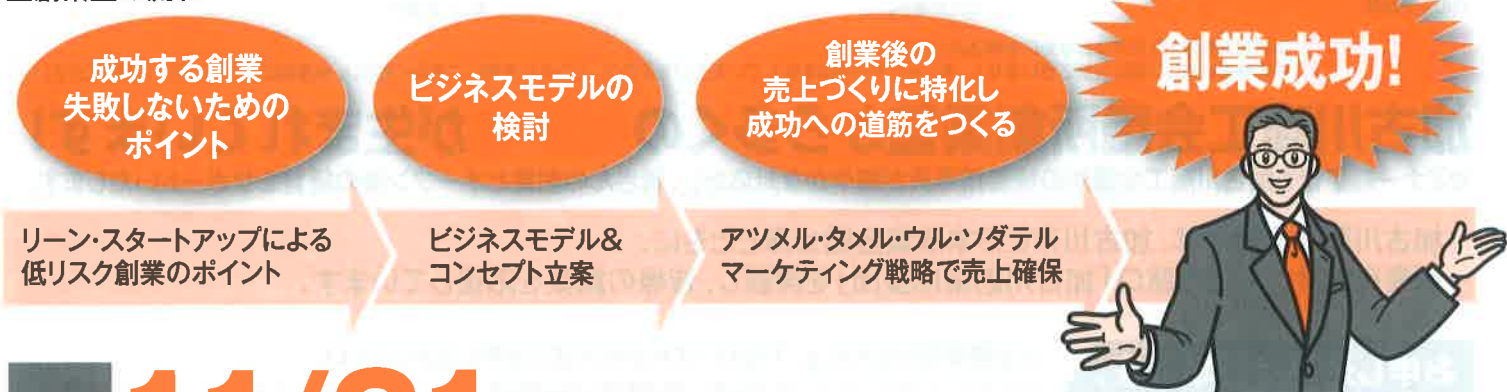 成功する創業
失敗しないための
ポイント
ビジネスモデルの
検討
創業後の
売上づくりに特化し
成功への道筋をつくる
創業成功!
リーン・スタートアップによる
低リスク創業のポイント
ビジネスモデル&
コンセプト立案
アツメル・タメル・ウル・ソダテル
マーケティング戦略で売上確保